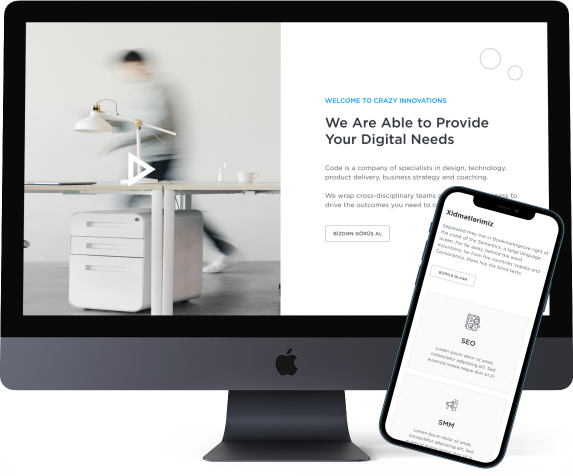 WELCOME TO CRAZY INNOVATIONS
We Are Able to Provide
Your Digital Needs
Code is a company of specialists in design, technology,
product delivery, business strategy and coaching.
We wrap cross-disciplinary teams to
drive the outcomes you need to
BİZDƏN GÖRÜŞ AL
Xidmətlərimiz
Separated they live in Bookmarksgrove right at
the coast of the Semantics, a large language
ocean. Far far away, behind the word
mountains, far from the countries Vokalia and
Consonantia, there live the blind texts.
BİZİMLƏ ƏLAQƏ
SEO
Lorem ipsum dolor sit amet,
consectetur adipiscing elit. Sed
euismod massa neque duis sit in.
SMM
Lorem ipsum dolor sit amet,
consectetur adipiscing elit. Sed